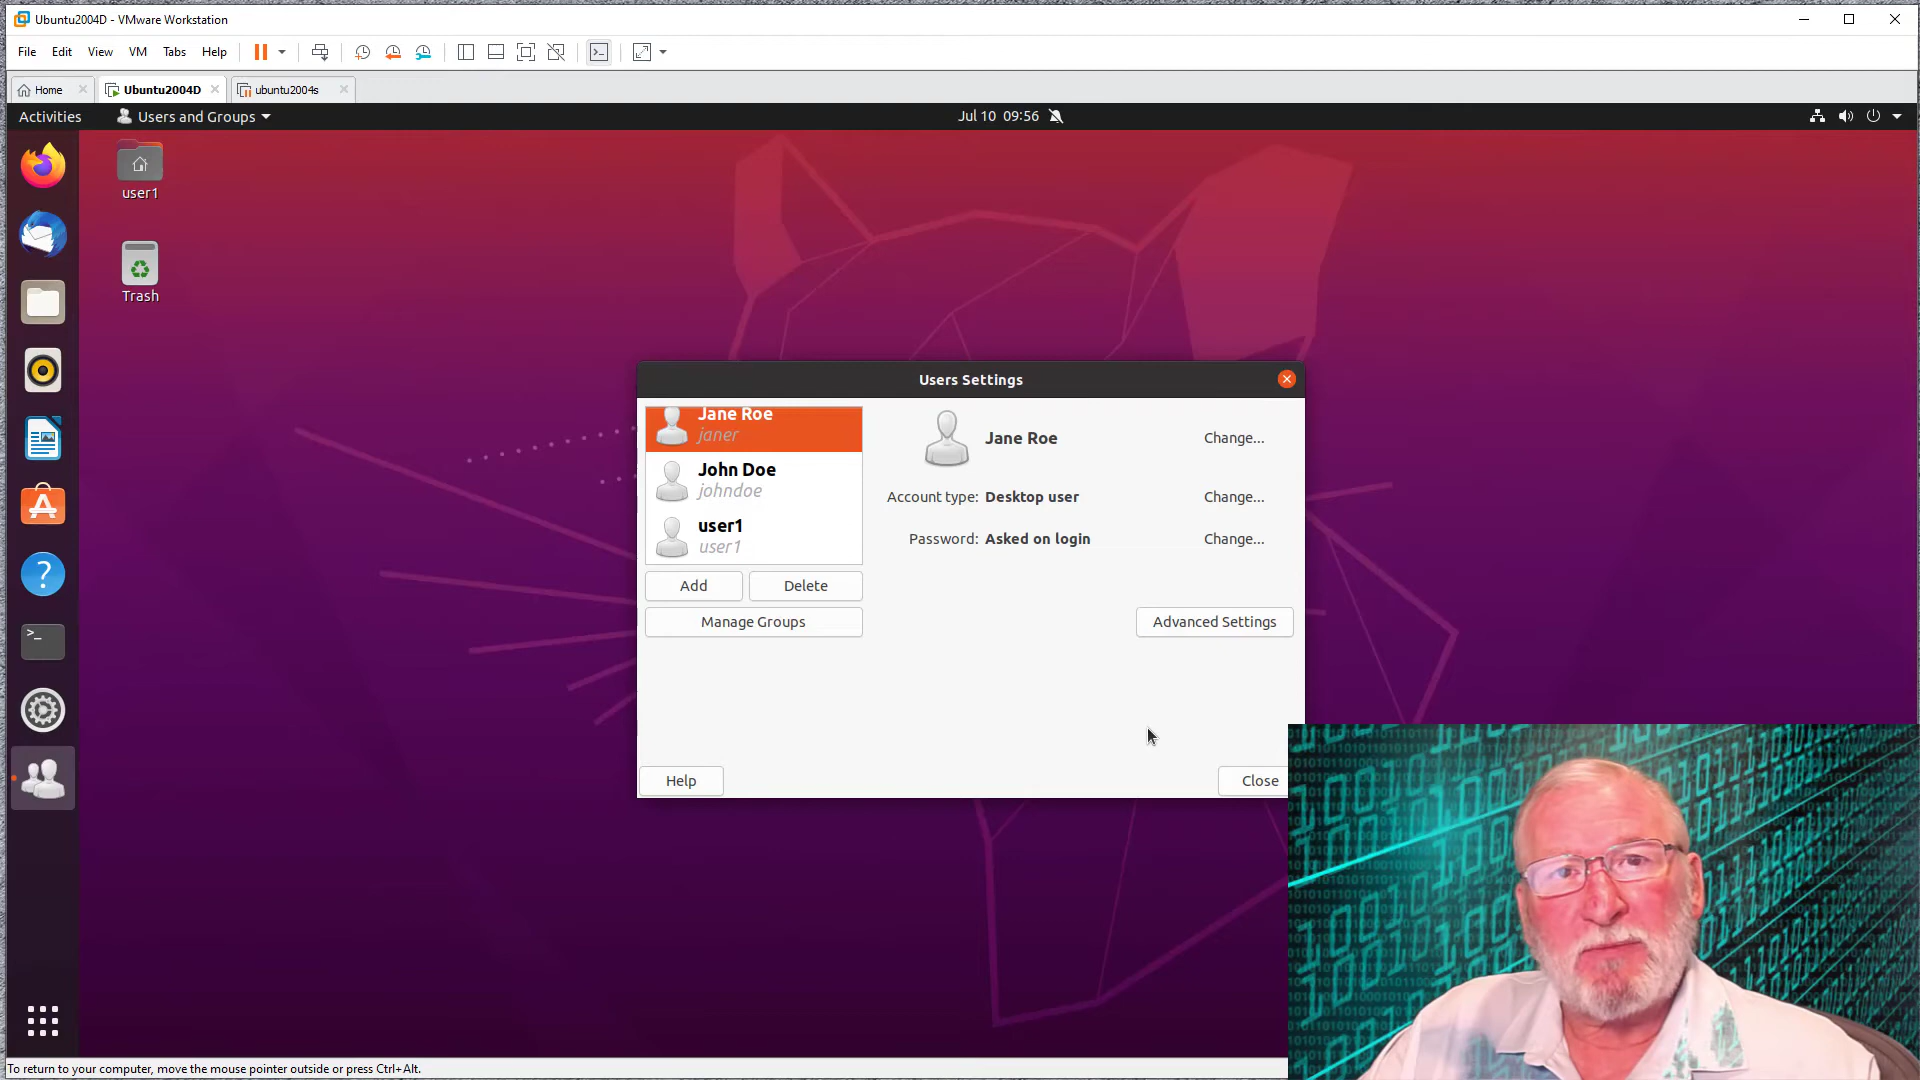 Ubuntu2004D - VMware Workstation
File Edit View VM Tabs Help
Home Ubuntu2004D ubuntu2004s
Activities Users and Groups Jul 10 09:56
user1
Trash
Users Settings
Jane Roe
janer
John Doe
johndoe
user1
user1
Add Delete
Manage Groups
Jane Roe Change...
Account type: Desktop user Change...
Password: Asked on login Change...
Advanced Settings
Help Close
To return to your computer, move the mouse pointer outside or press Ctrl+Alt.